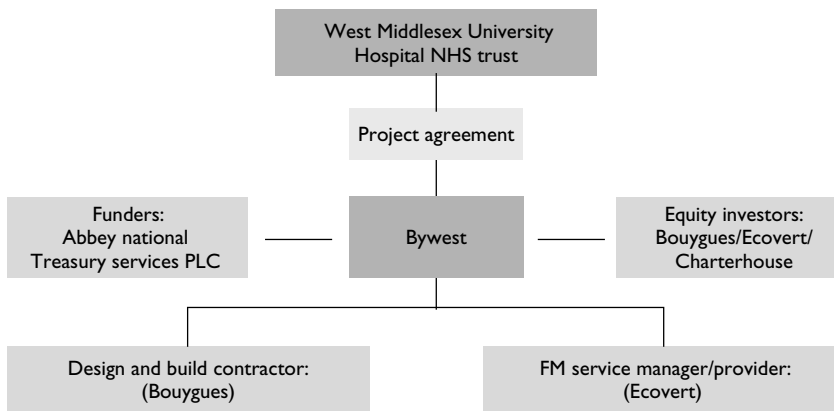 West Middlesex University
Hospital NHS trust
Project agreement
Funders:
Abbey national
Treasury services PLC
Bywest
Equity investors:
Bouygues/Ecovert/
Charterhouse
Design and build contractor:
(Bouygues)
FM service manager/provider:
(Ecovert)